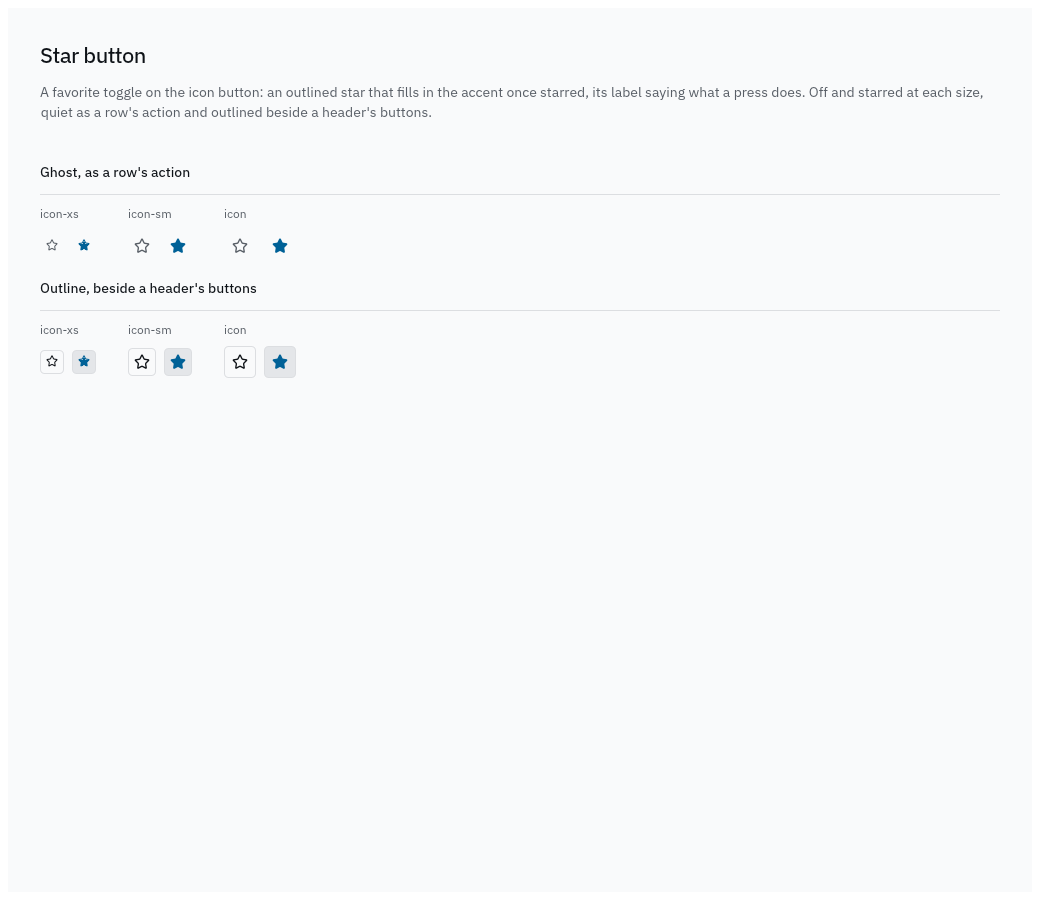 Star button
A favorite toggle on the icon button: an outlined star that fills in the accent once starred, its label saying what a press does. Off and starred at each size,
quiet as a row's action and outlined beside a header's buttons.
Ghost, as a row's action
icon-xs icon-sm icon
Outline, beside a header's buttons
icon-xs icon-sm icon